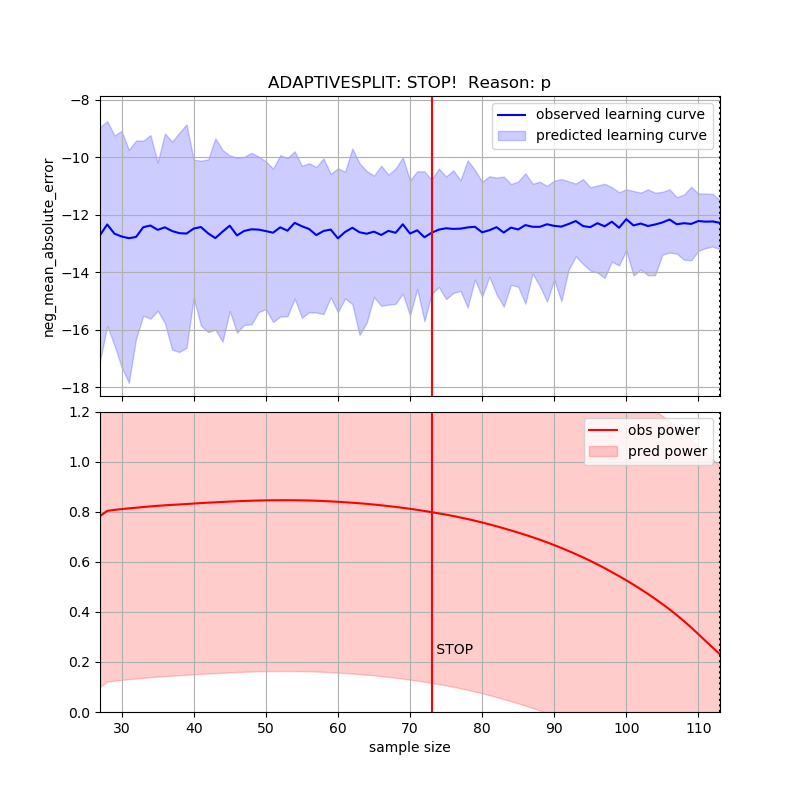 ADAPTIVESPLIT: STOP!  Reason: p
neg_mean_absolute_error
−8
−10
−12
−14
−16
−18
observed learning curve
predicted learning curve
1.2
1.0
0.8
0.6
0.4
0.2
0.0
obs power
pred power
STOP
30 40 50 60 70 80 90 100 110
sample size